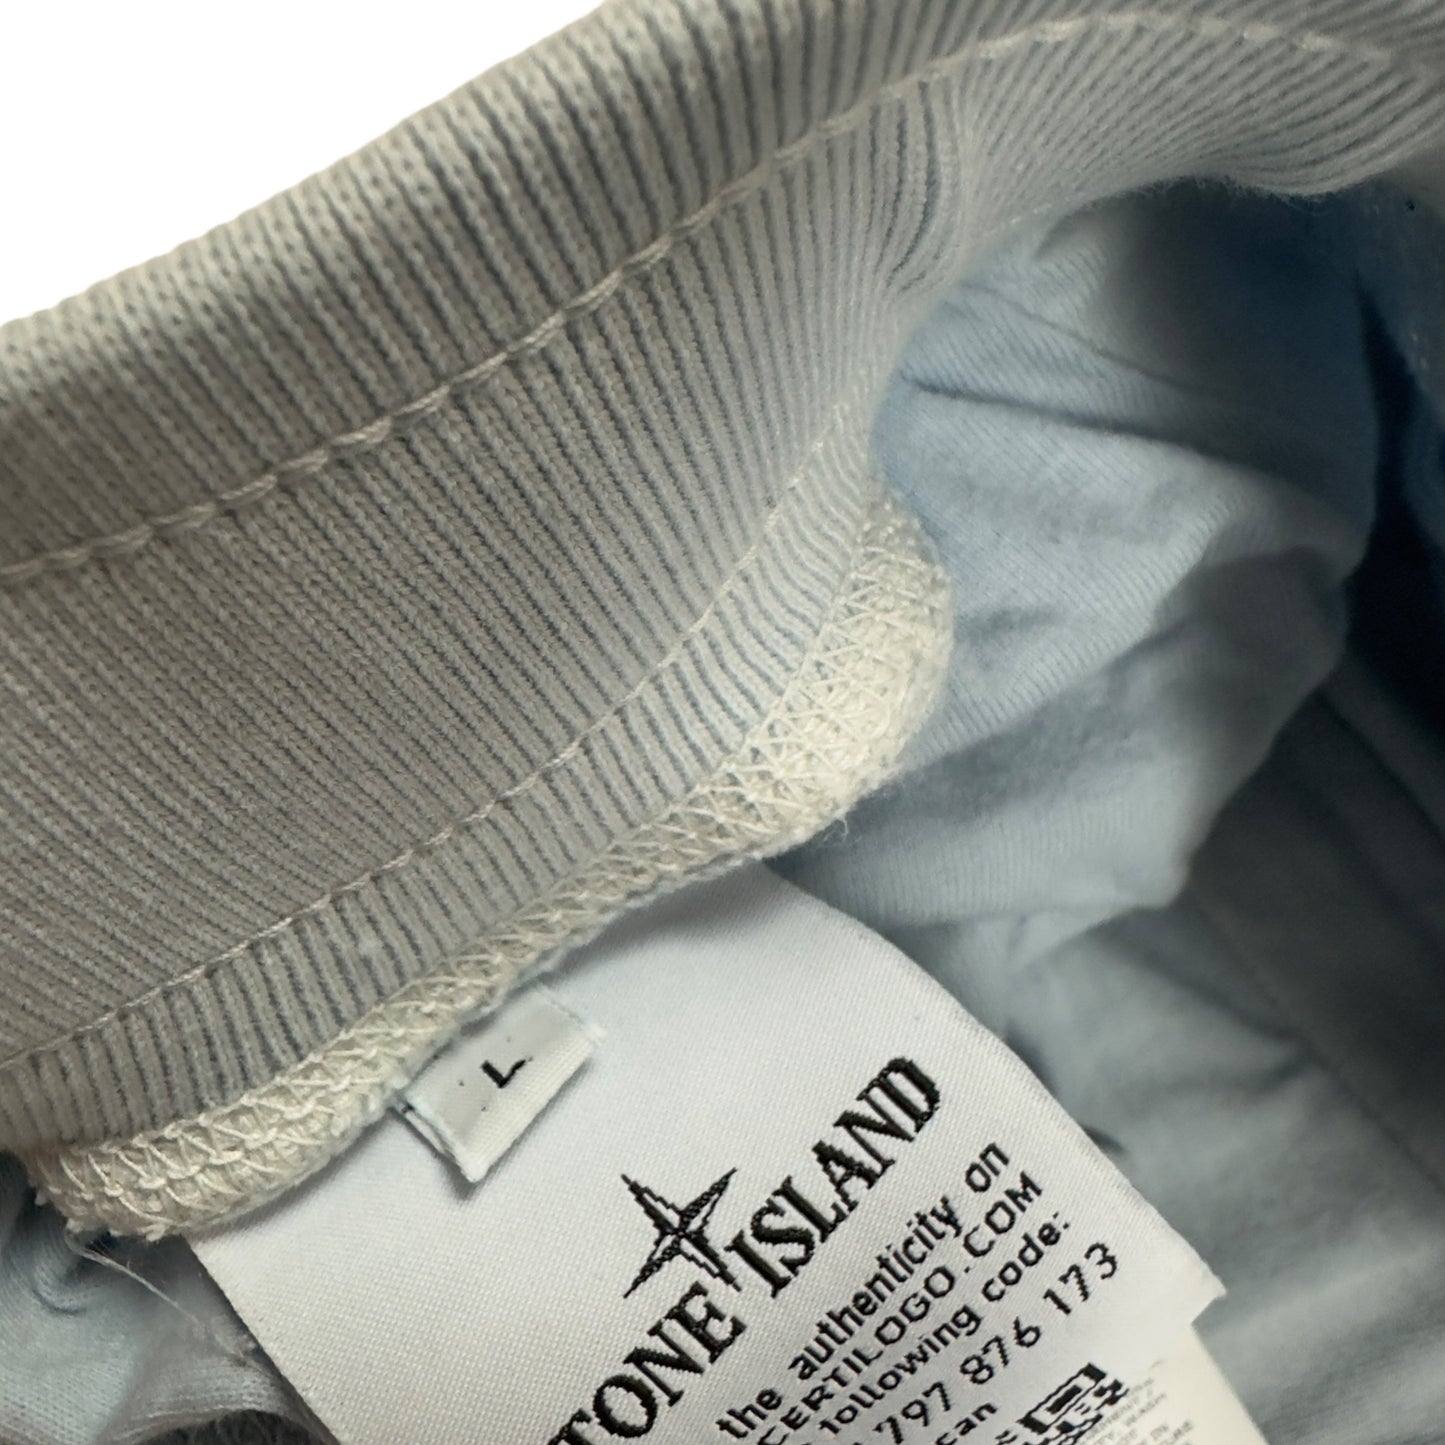 L
STONE ISLAND
the authenticity on
CERTILOGO.COM
following code:
797 876 173